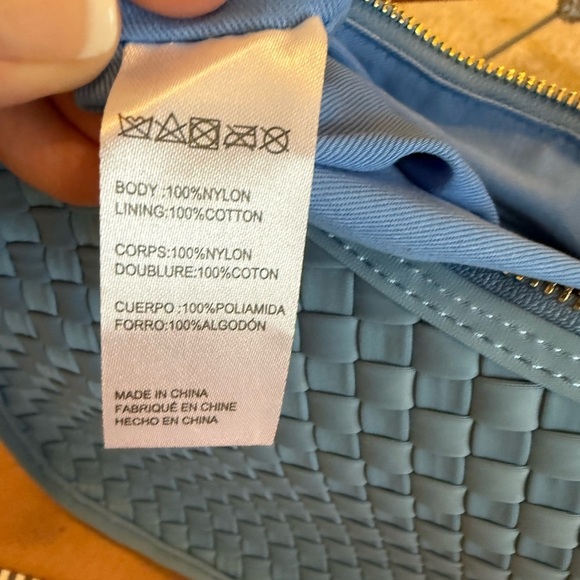 BODY :100%NYLON
LINING:100%COTTON
CORPS:100%NYLON
DOUBLURE:100%COTON
CUERPO :100%POLIAMIDA
FORRO:100%ALGODÓN
MADE IN CHINA
FABRIQUÉ EN CHINE
HECHO EN CHINA